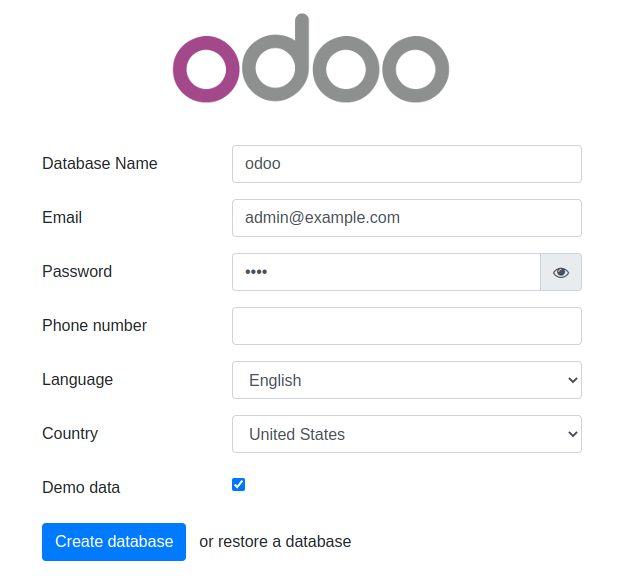 odoo
Database Name odoo
Email admin@example.com
Password ••••
Phone number
Language English
Country United States
Demo data
Create database or restore a database